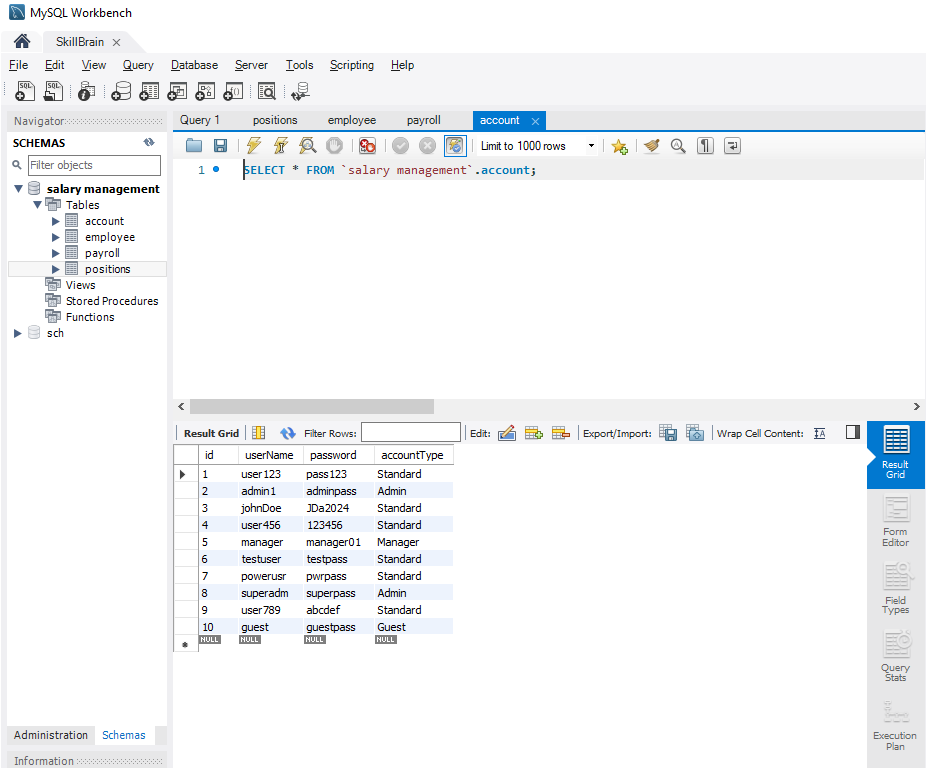 MySQL Workbench
SkillBrain
File Edit View Query Database Server Tools Scripting Help
Navigator
SCHEMAS
Filter objects
salary management
Tables
account
employee
payroll
positions
Views
Stored Procedures
Functions
sch
Administration Schemas
Information
Query 1 positions employee payroll account
Limit to 1000 rows
1 SELECT * FROM `salary management`.account;
Result Grid Filter Rows: Edit: Export/Import: Wrap Cell Content:
id userName password accountType
1 user123 pass123 Standard
2 admin1 adminpass Admin
3 johnDoe JDa2024 Standard
4 user456 123456 Standard
5 manager manager01 Manager
6 testuser testpass Standard
7 powerusr pwrpass Standard
8 superadm superpass Admin
9 user789 abcdef Standard
10 guest guestpass Guest
NULL NULL NULL NULL
Result
Grid
Form
Editor
Field
Types
Query
Stats
Execution
Plan